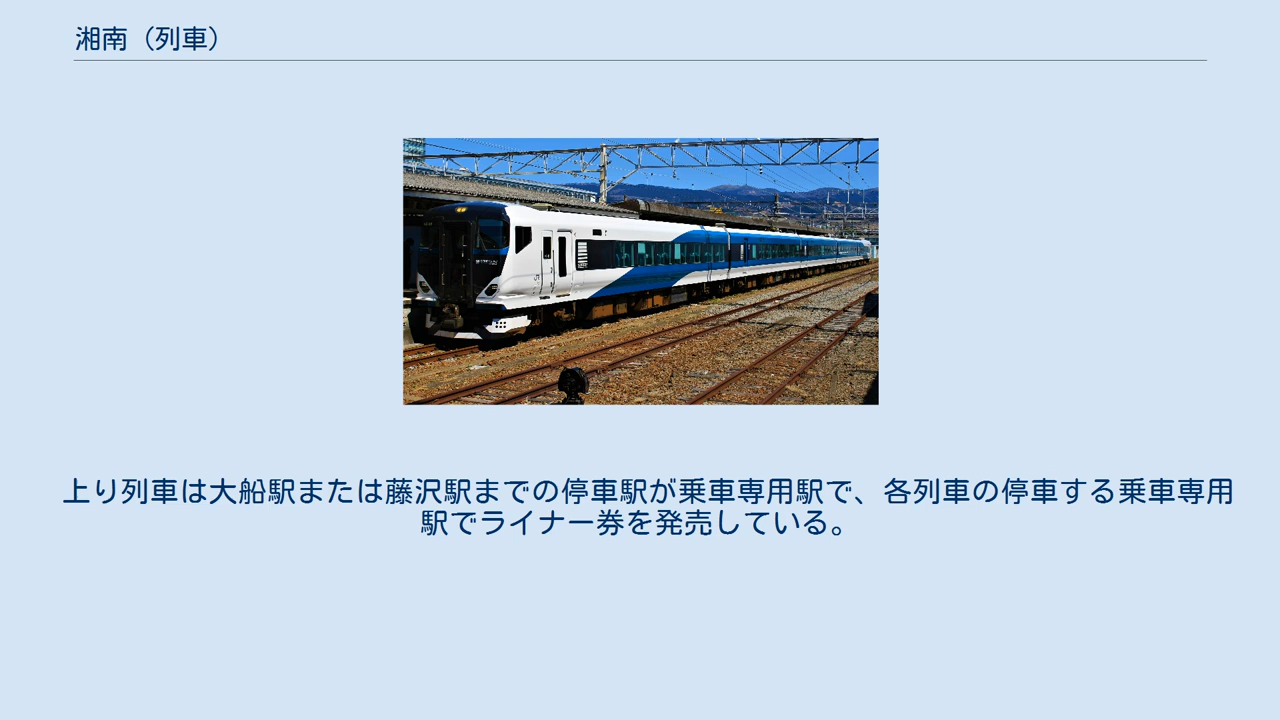 湘南（列車）
上り列車は大船駅または藤沢駅までの停車駅が乗車専用駅で、各列車の停車する乗車専用
駅でライナー券を発売している。